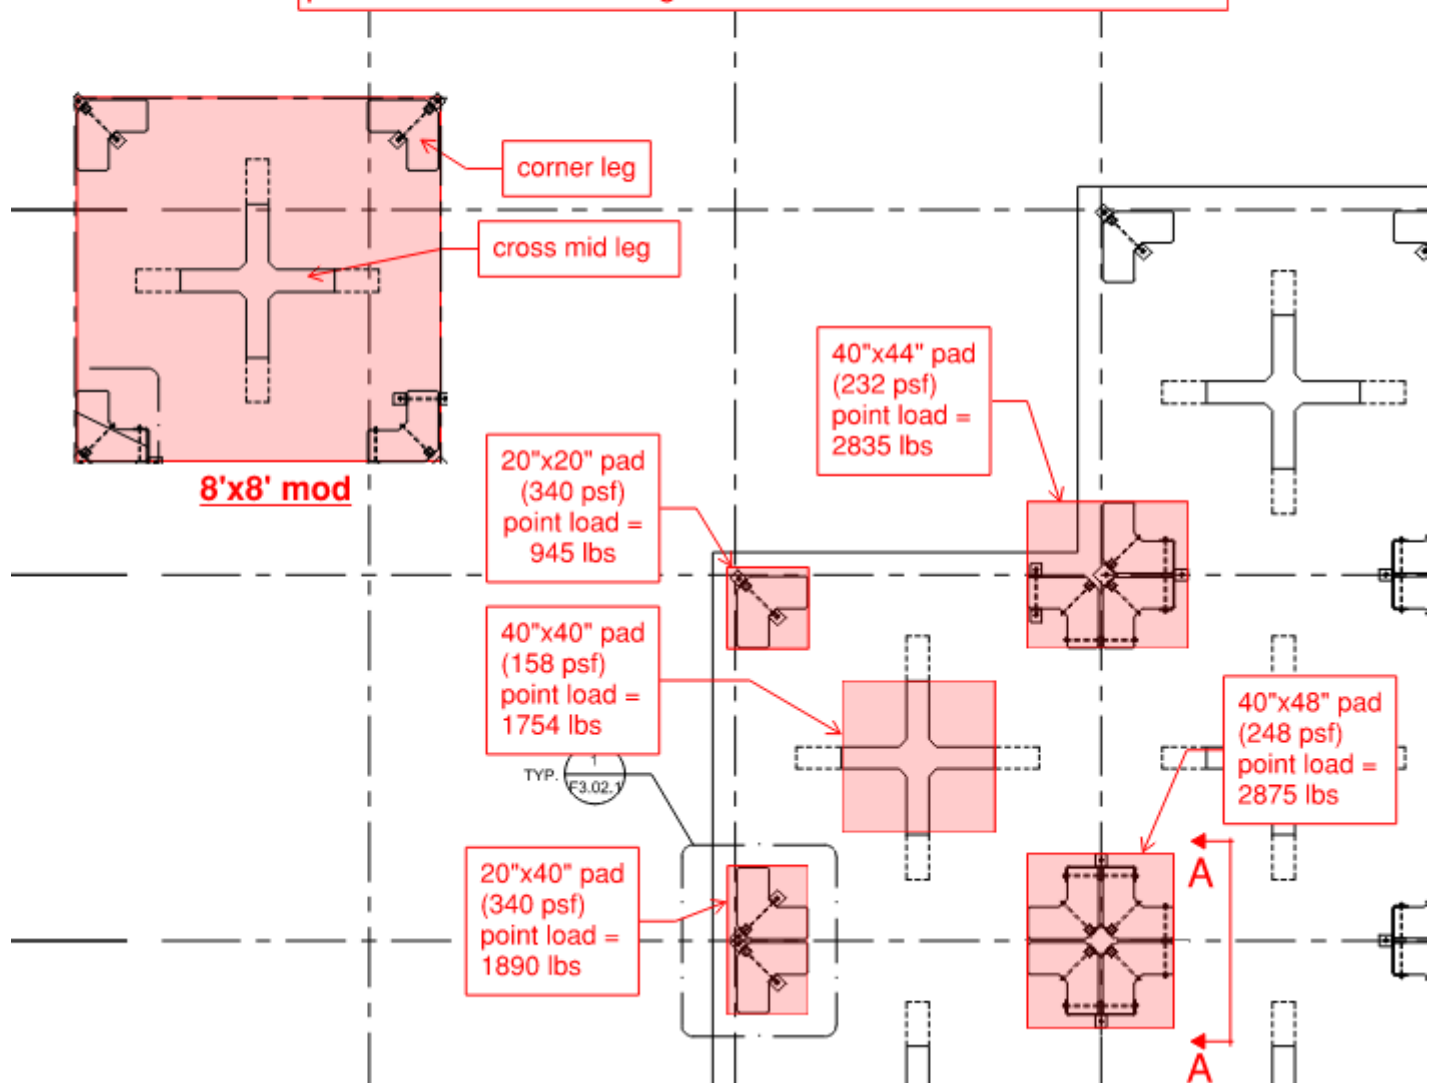 corner leg
cross mid leg
8'x8' mod
40"x44" pad
(232 psf)
point load =
2835 lbs
20"x20" pad
(340 psf)
point load =
945 lbs
40"x40" pad
(158 psf)
point load =
1754 lbs
40"x48" pad
(248 psf)
point load =
2875 lbs
TYP.
1
F3.02.1
20"x40" pad
(340 psf)
point load =
1890 lbs
A
A